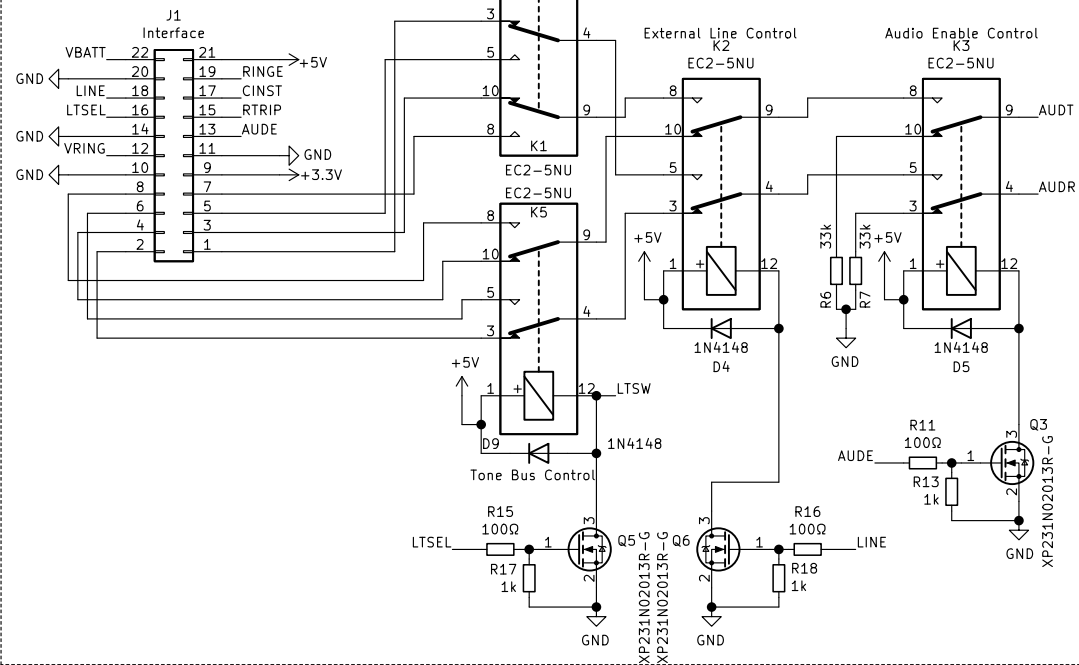 J1
Interface
VBATT 22 21 +5V
GND 20 19 RINGE
LINE 18 17 CINST
LTSEL 16 15 RTRIP
GND 14 13 AUDE
VRING 12 11 GND
GND 10 9 +3.3V
8 7
6 5
4 3
2 1
3 4
5
10 9
8
K1
EC2-5NU
External Line Control
K2
EC2-5NU
8 9
10
5 4
3
+5V
1 + 12
1N4148
D4
Audio Enable Control
K3
EC2-5NU
8 9 AUDT
10
5 4 AUDR
3
33k 33k
R6 R7
GND
+5V
1 + 12
1N4148
D5
EC2-5NU
K5
8 9
10
5 4
3
+5V
1 + 12 LTSW
D9 1N4148
Tone Bus Control
R11
100Ω
AUDE 1 3 Q3
R13
1k
2
GND
XP231N02013R-G
R15
100Ω
LTSEL 1 3 Q5
R17
1k
2
GND
XP231N02013R-G
XP231N02013R-G
Q6 3 1 R16
100Ω
LINE
R18
1k
2
GND